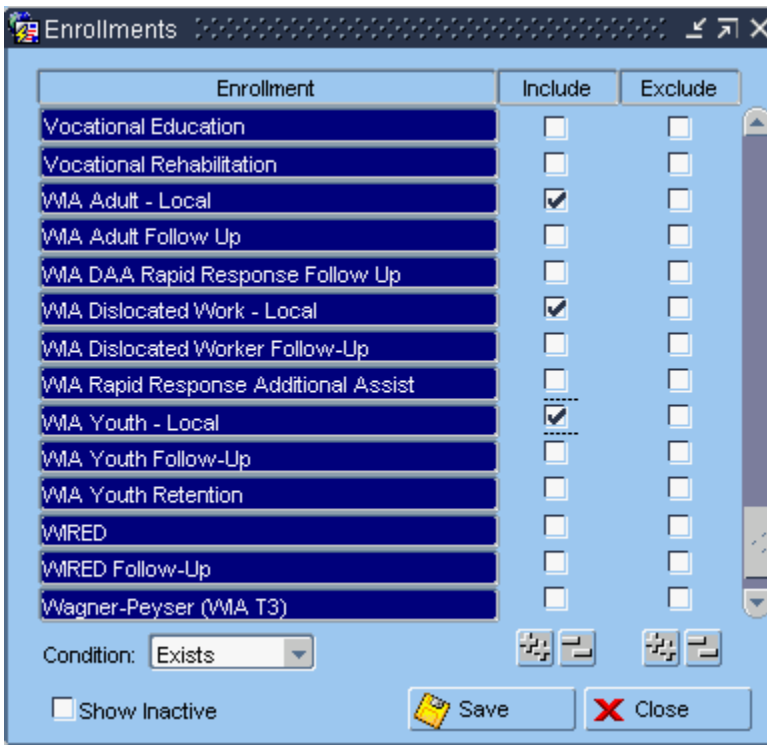 Enrollments
Enrollment Include Exclude
Vocational Education
Vocational Rehabilitation
WIA Adult - Local
WIA Adult Follow Up
WIA DAA Rapid Response Follow Up
WIA Dislocated Work - Local
WIA Dislocated Worker Follow-Up
WIA Rapid Response Additional Assist
WIA Youth - Local
WIA Youth Follow-Up
WIA Youth Retention
WIRED
WIRED Follow-Up
Wagner-Peyser (WIA T3)
Condition: Exists
Show Inactive Save Close